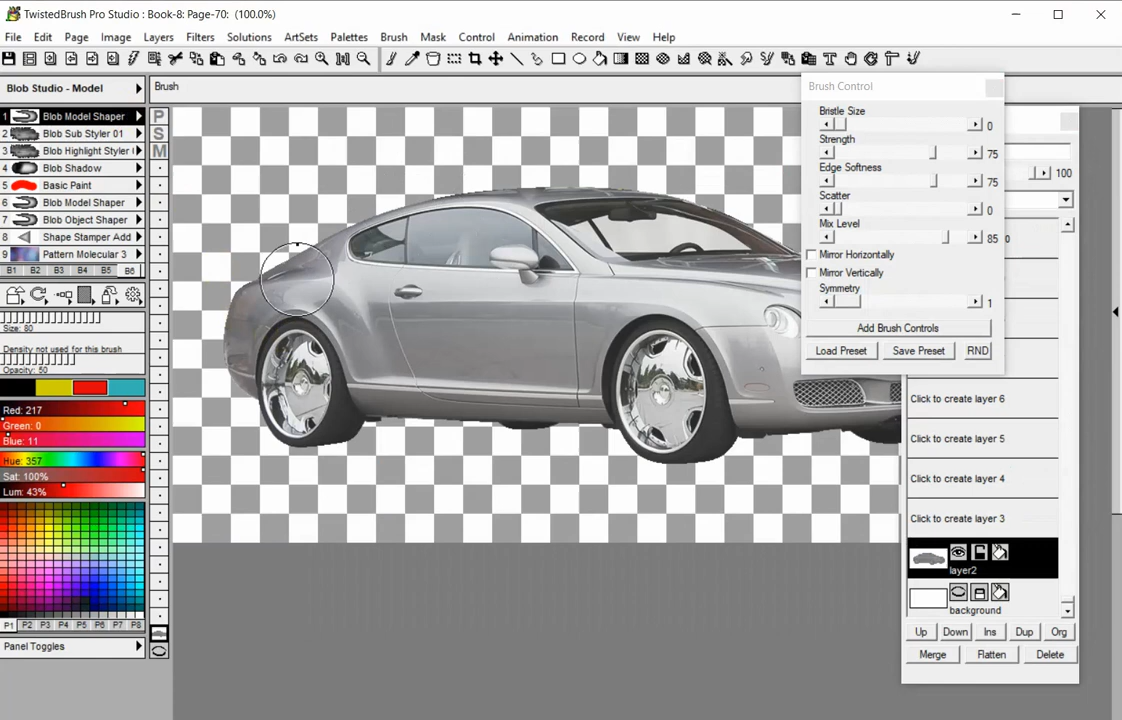 TwistedBrush Pro Studio : Book-8: Page-70: (100.0%)
File Edit Page Image Layers Filters Solutions ArtSets Palettes Brush Mask Control Animation Record View Help
Blob Studio - Model
Brush
1 Blob Model Shaper
2 Blob Sub Styler 01
3 Blob Highlight Styler
4 Blob Shadow
5 Basic Paint
6 Blob Model Shaper
7 Blob Object Shaper
8 Shape Stamper Add
9 Pattern Molecular 3
B1 B2 B3 B4 B5 B6
P
S
M
Size: 80
Density not used for this brush
Opacity: 50
Red: 217
Green: 0
Blue: 11
Hue: 357
Sat: 100%
Lum: 43%
P1 P2 P3 P4 P5 P6 P7 P8
Panel Toggles
Brush Control
Bristle Size
0
Strength
75
Edge Softness
75
Scatter
0
Mix Level
85
Mirror Horizontally
Mirror Vertically
Symmetry
1
Add Brush Controls
Load Preset Save Preset RND
100
0
Click to create layer 6
Click to create layer 5
Click to create layer 4
Click to create layer 3
layer2
background
Up Down Ins Dup Org
Merge Flatten Delete